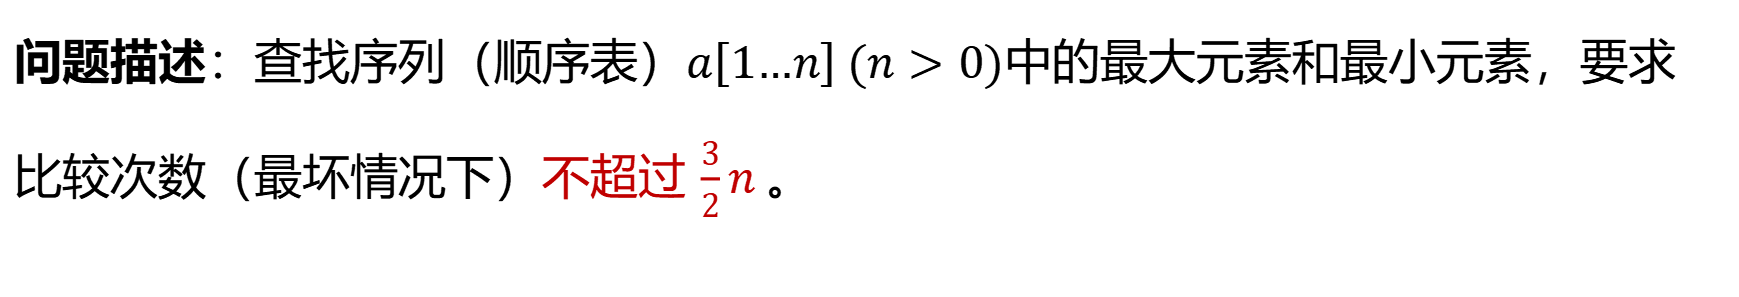 问题描述：查找序列（顺序表）a[1…n] (n > 0)中的最大元素和最小元素，要求
比较次数（最坏情况下）不超过 3/2 n 。